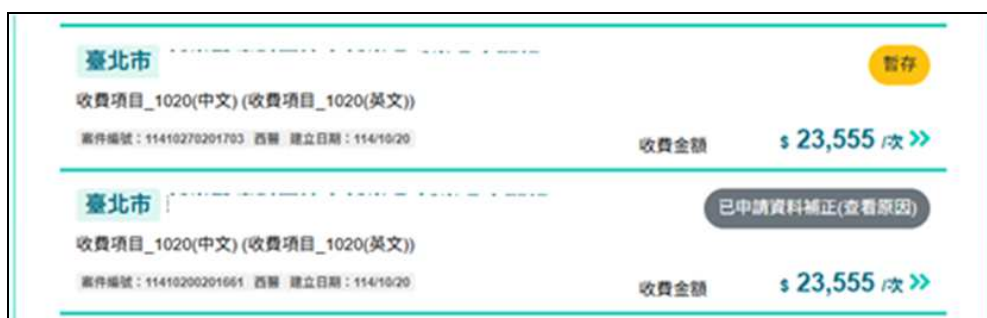 臺北市
暫存
收費項目_1020(中文) (收費項目_1020(英文))
案件編號：11410270201703 西醫 建立日期：114/10/20
收費金額 $ 23,555 /次 >>
臺北市
已申請資料補正(查看原因)
收費項目_1020(中文) (收費項目_1020(英文))
案件編號：11410200201661 西醫 建立日期：114/10/20
收費金額 $ 23,555 /次 >>